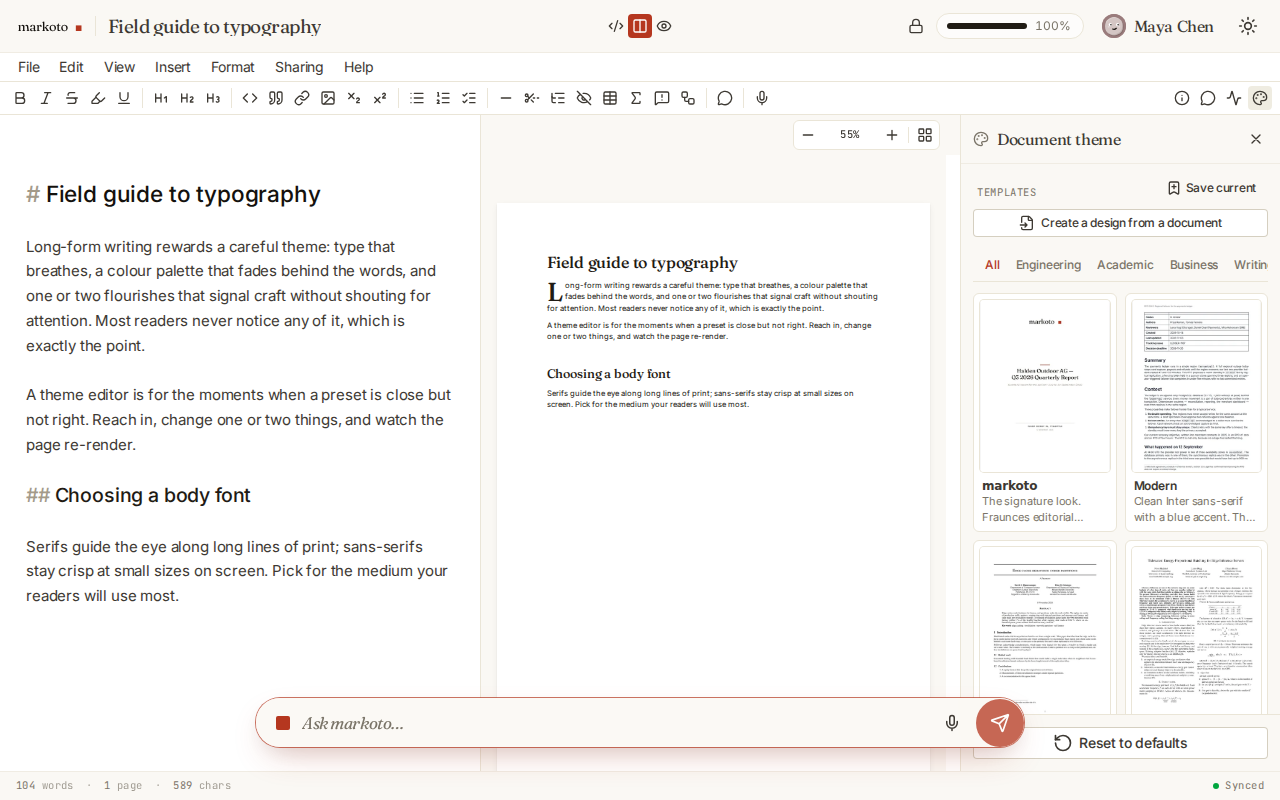 markoto
Field guide to typography
100%
Maya Chen
File Edit View Insert Format Sharing Help
H1 H2 H3
55%
# Field guide to typography
Long-form writing rewards a careful theme: type that
breathes, a colour palette that fades behind the words, and
one or two flourishes that signal craft without shouting for
attention. Most readers never notice any of it, which is
exactly the point.
A theme editor is for the moments when a preset is close but
not right. Reach in, change one or two things, and watch the
page re-render.
## Choosing a body font
Serifs guide the eye along long lines of print; sans-serifs
stay crisp at small sizes on screen. Pick for the medium your
readers will use most.
Field guide to typography
Long-form writing rewards a careful theme: type that breathes, a colour palette that
fades behind the words, and one or two flourishes that signal craft without shouting
for attention. Most readers never notice any of it, which is exactly the point.
A theme editor is for the moments when a preset is close but not right. Reach in, change
one or two things, and watch the page re-render.
Choosing a body font
Serifs guide the eye along long lines of print; sans-serifs stay crisp at small sizes on
screen. Pick for the medium your readers will use most.
Document theme
TEMPLATES
Save current
Create a design from a document
All Engineering Academic Business Writin
markoto
Halden Outdoor AG —
Q3 2026 Quarterly Report
Summary
Context
markoto
The signature look.
Fraunces editorial...
Modern
Clean Inter sans-serif
with a blue accent. Th...
Ask markoto...
Reset to defaults
104 words · 1 page · 589 chars
Synced